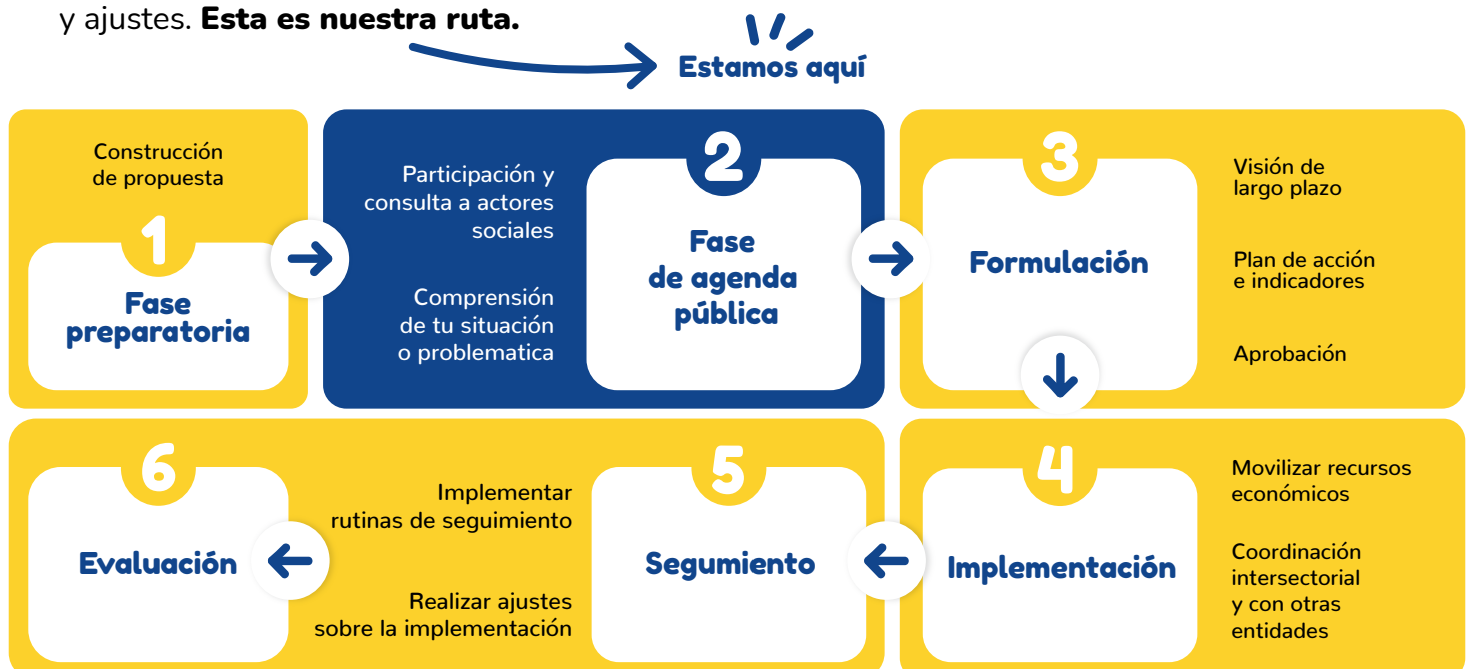 y ajustes. Esta es nuestra ruta.
Estamos aquí
Construcción
de propuesta
1
Fase
preparatoria
Participación y
consulta a actores
sociales
Comprensión
de tu situación
o problematica
2
Fase
de agenda
pública
3
Formulación
Visión de
largo plazo
Plan de acción
e indicadores
Aprobación
4
Implementación
Movilizar recursos
económicos
Coordinación
intersectorial
y con otras
entidades
5
Segumiento
Implementar
rutinas de seguimiento
Realizar ajustes
sobre la implementación
6
Evaluación